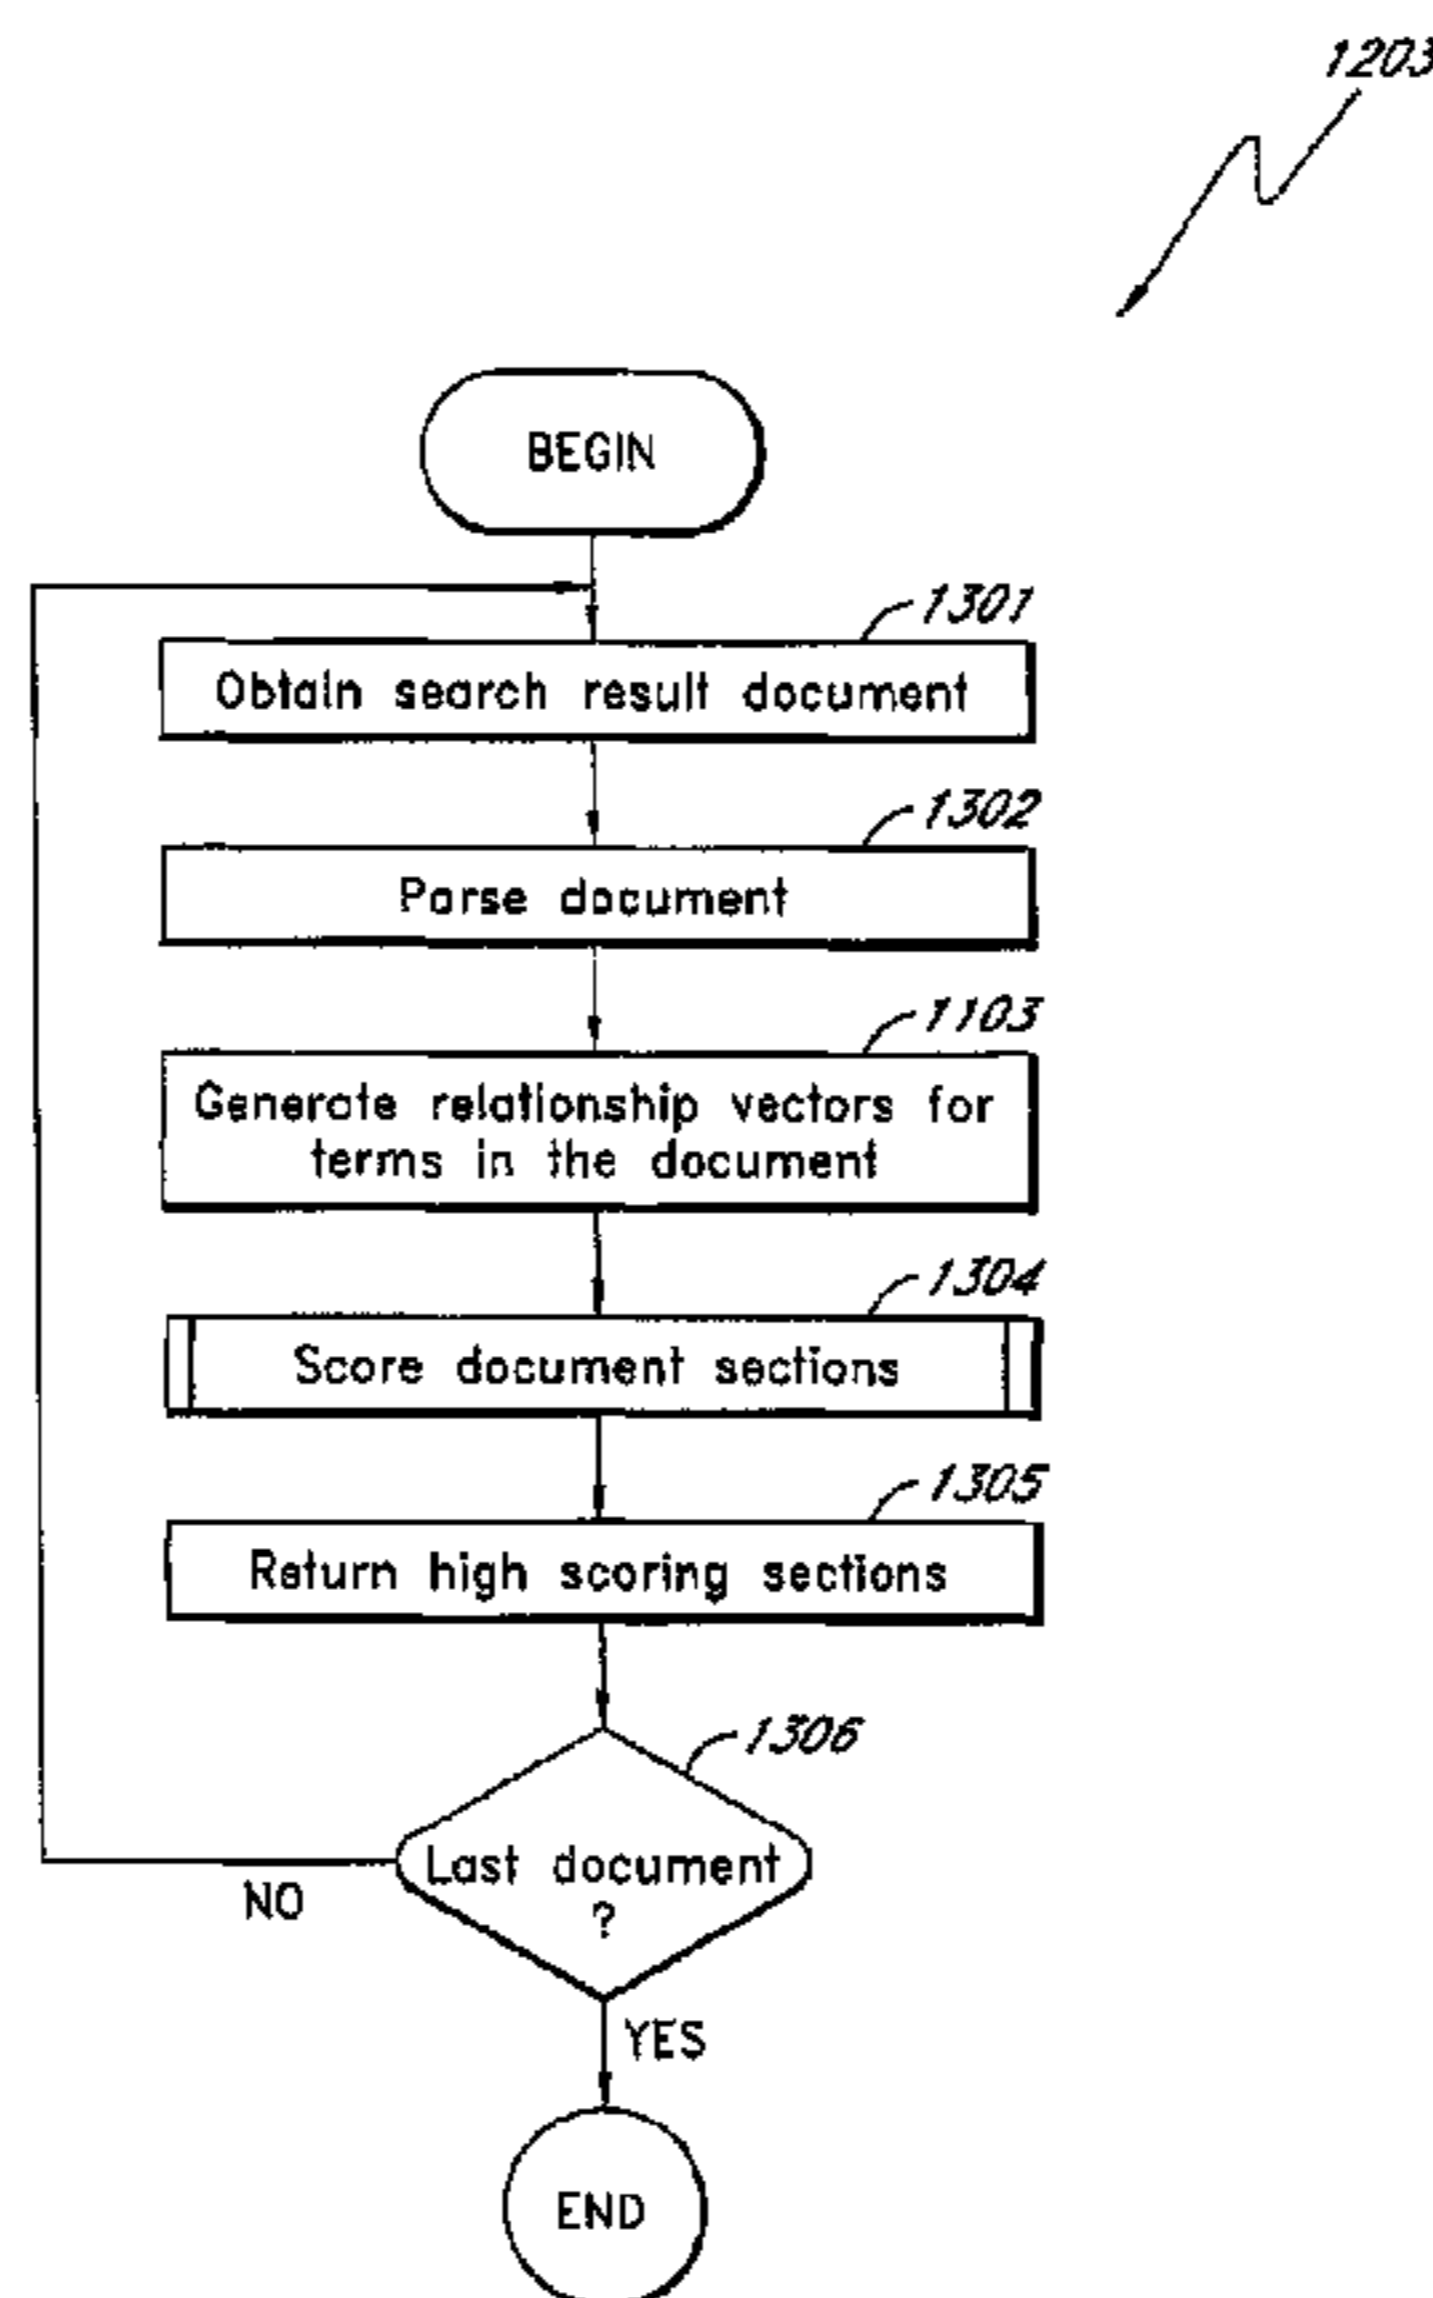 1203
BEGIN
1301
Obtain search result document
1302
Parse document
1103
Generate relationship vectors for
terms in the document
1304
Score document sections
1305
Return high scoring sections
1306
Last document
?
NO
YES
END